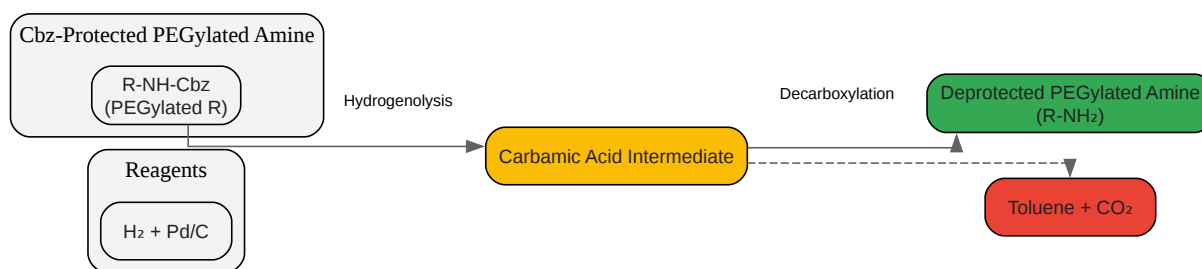 Cbz-Protected PEGylated Amine
R-NH-Cbz
(PEGylated R)
Reagents
H₂ + Pd/C
Hydrogenolysis
Carbamic Acid Intermediate
Decarboxylation
Deprotected PEGylated Amine
(R-NH₂)
Toluene + CO₂